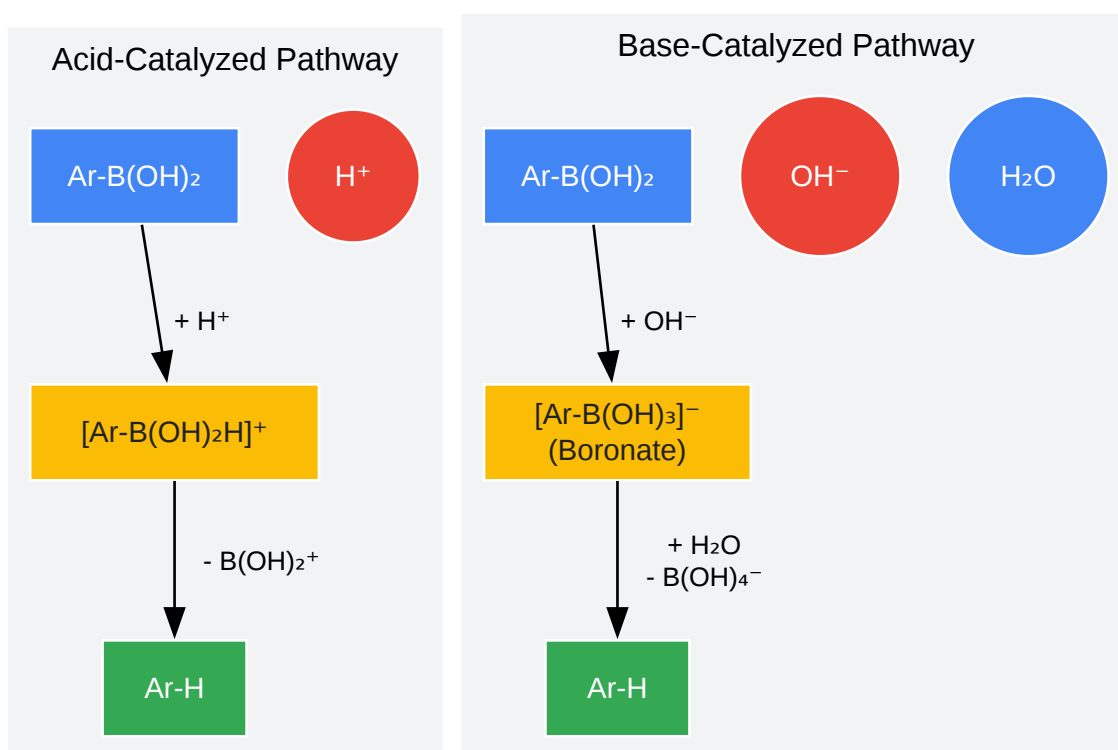 Acid-Catalyzed Pathway
Ar-B(OH)₂
H⁺
+ H⁺
[Ar-B(OH)₂H]⁺
- B(OH)₂⁺
Ar-H
Base-Catalyzed Pathway
Ar-B(OH)₂
OH⁻
H₂O
+ OH⁻
[Ar-B(OH)₃]⁻
(Boronate)
+ H₂O
- B(OH)₄⁻
Ar-H